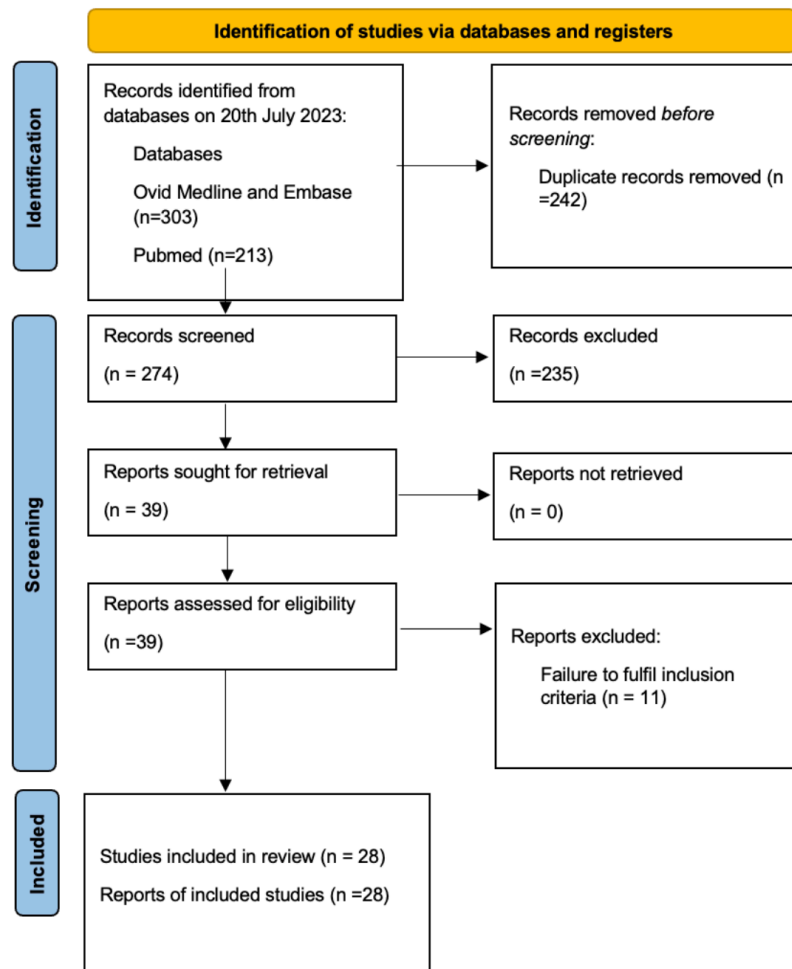 Identification of studies via databases and registers
Identification
Records identified from
databases on 20th July 2023:
Databases
Ovid Medline and Embase
(n=303)
Pubmed (n=213)
Records removed before
screening:
Duplicate records removed (n
=242)
Screening
Records screened
(n = 274)
Records excluded
(n =235)
Reports sought for retrieval
(n = 39)
Reports not retrieved
(n = 0)
Reports assessed for eligibility
(n =39)
Reports excluded:
Failure to fulfil inclusion
criteria (n = 11)
Included
Studies included in review (n = 28)
Reports of included studies (n =28)